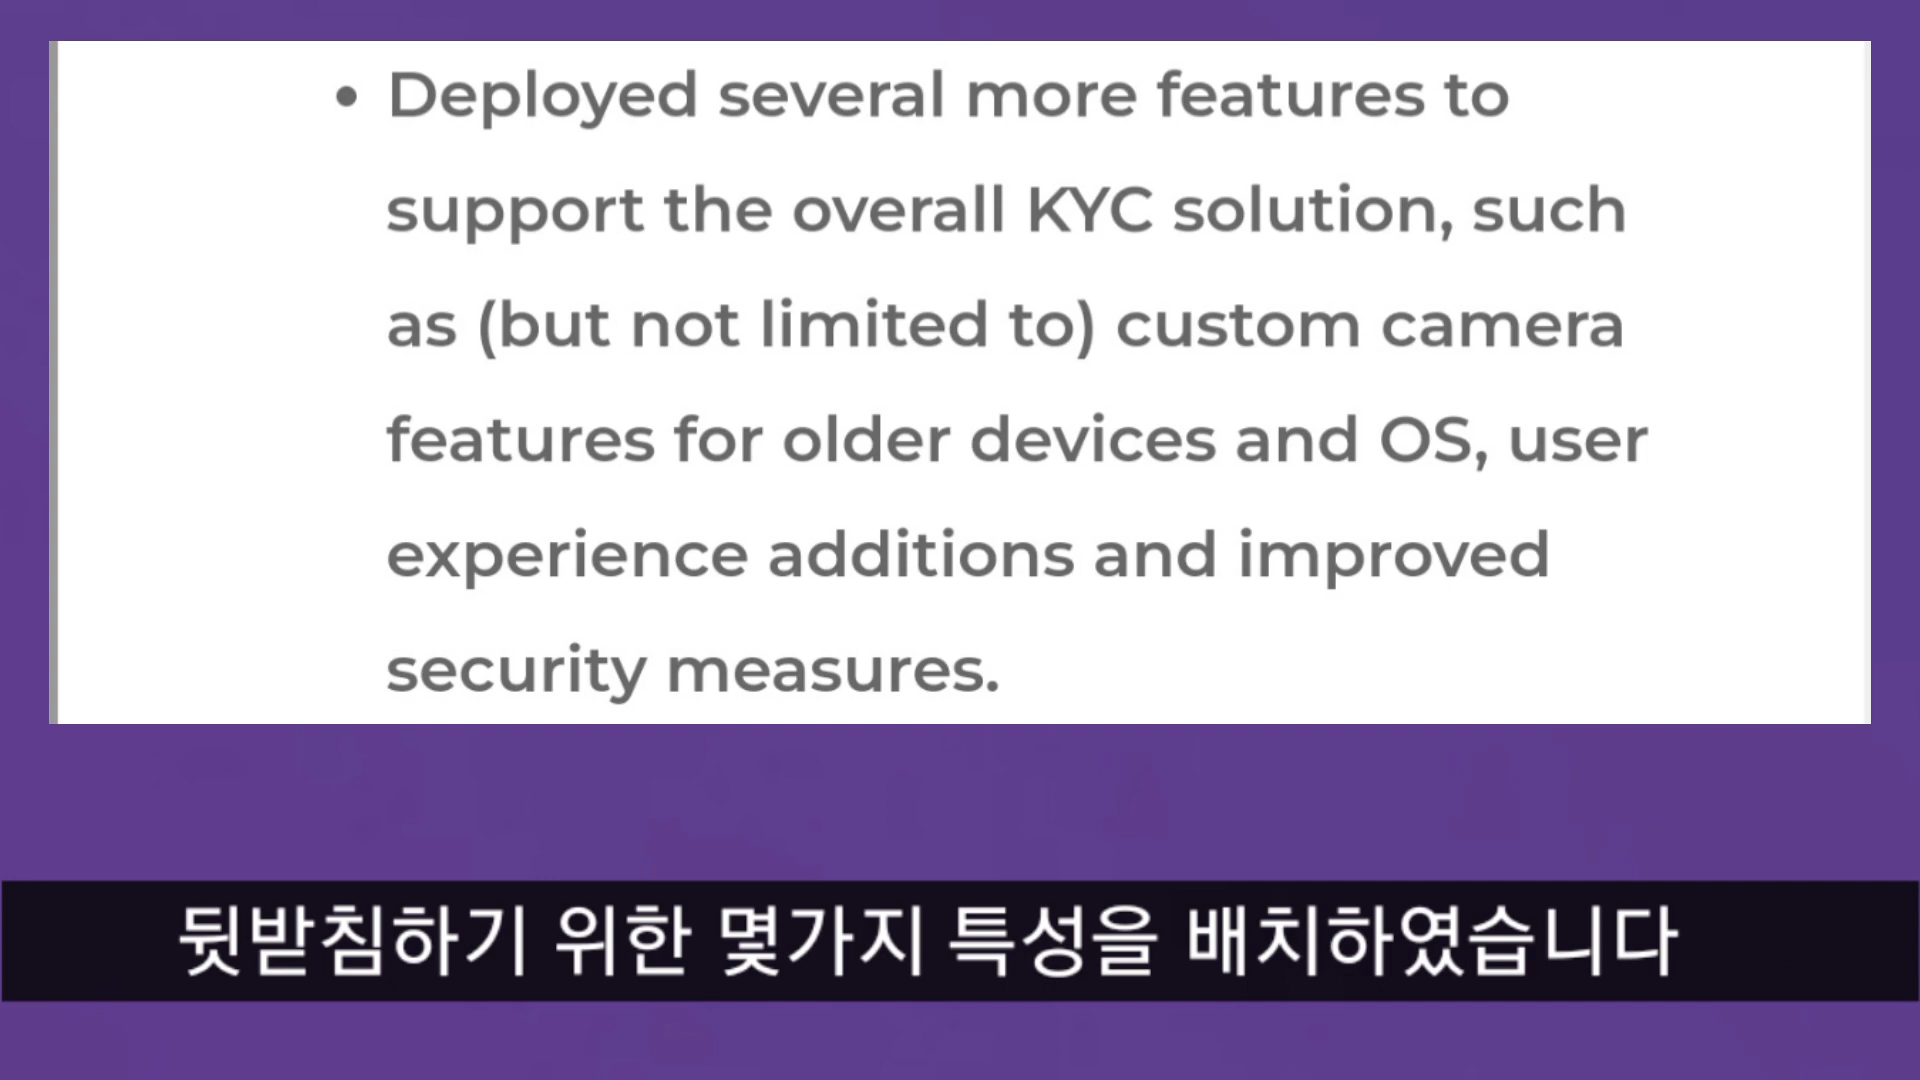 • Deployed several more features to
support the overall KYC solution, such
as (but not limited to) custom camera
features for older devices and OS, user
experience additions and improved
security measures.
뒷받침하기 위한 몇가지 특성을 배치하였습니다